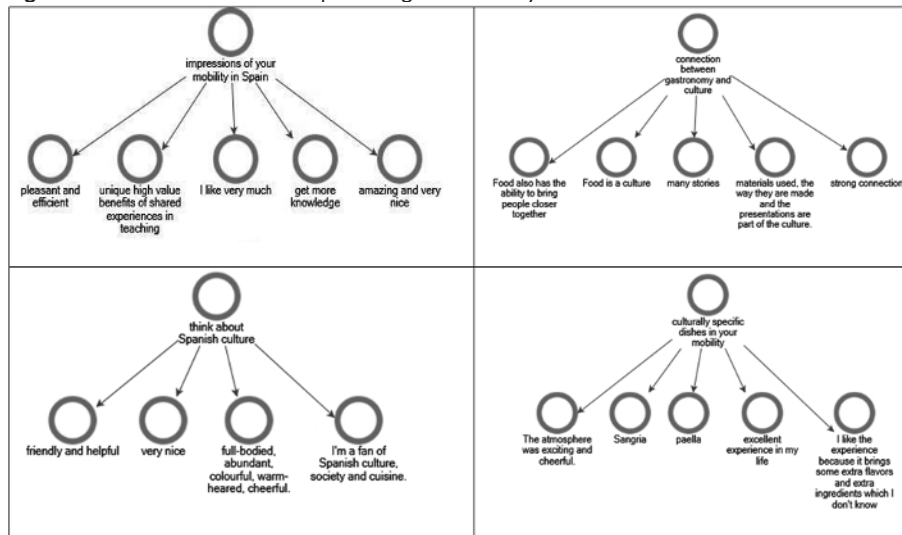 impressions of your
mobility in Spain
pleasant and
efficient
unique high value
benefits of shared
experiences in
teaching
I like very much
get more
knowledge
amazing and very
nice
connection
between
gastronomy and
culture
Food also has the
ability to bring
people closer
together
Food is a culture
many stories
materials used, the
way they are made
and the
presentations are
part of the culture.
strong connection
think about
Spanish culture
friendly and helpful
very nice
full-bodied,
abundant,
colourful, warm-
heared, cheerful.
I'm a fan of
Spanish culture,
society and cuisine.
culturally specific
dishes in your
mobility
The atmosphere
was exciting and
cheerful.
Sangria
paella
excellent
experience in my
life
I like the
experience
because it brings
some extra flavors
and extra
ingredients which I
don't know